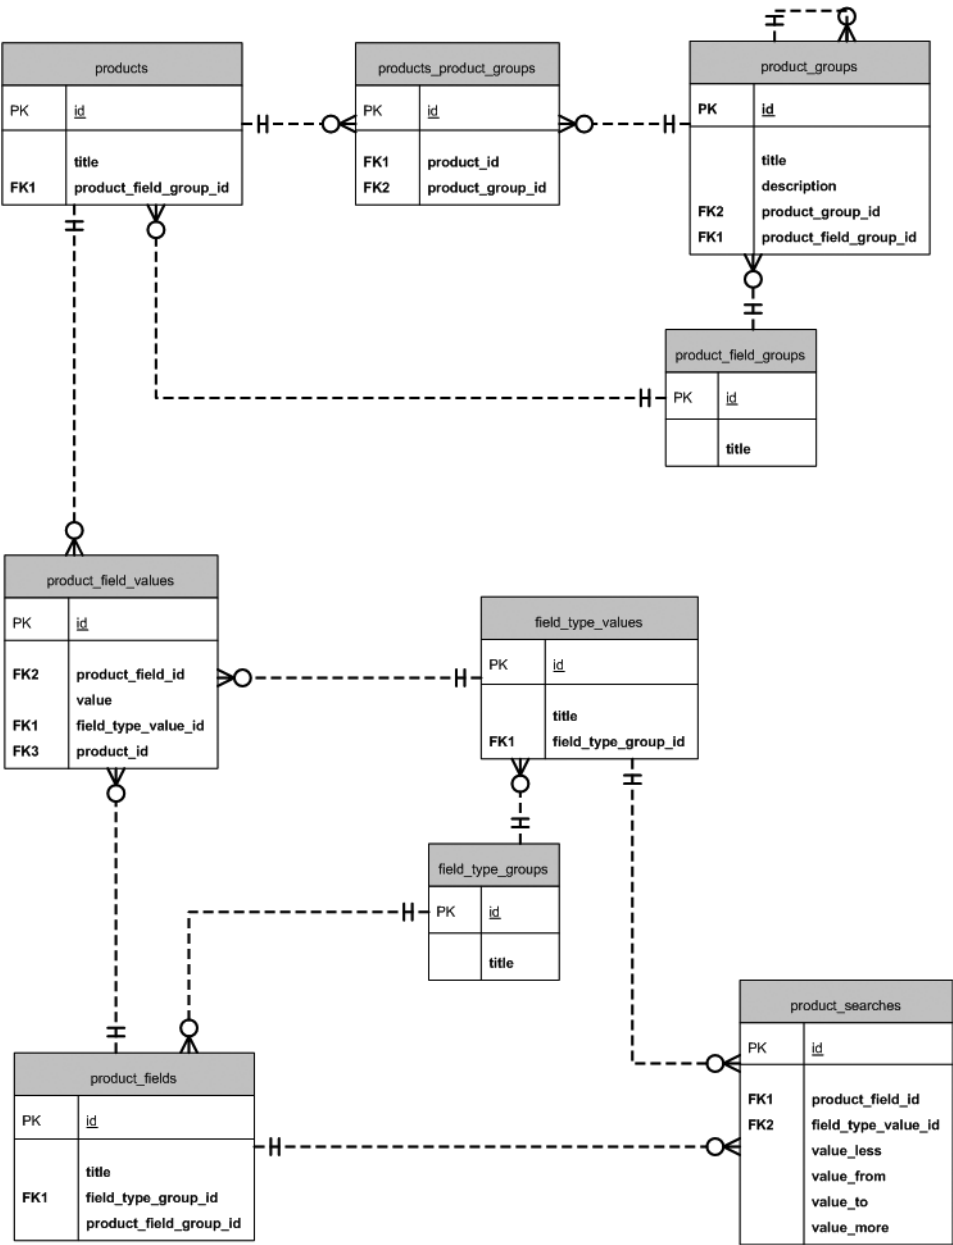 products
PK id
title
FK1 product_field_group_id
products_product_groups
PK id
FK1 product_id
FK2 product_group_id
product_groups
PK id
title
description
FK2 product_group_id
FK1 product_field_group_id
product_field_groups
PK id
title
product_field_values
PK id
FK2 product_field_id
value
FK1 field_type_value_id
FK3 product_id
field_type_values
PK id
title
FK1 field_type_group_id
field_type_groups
PK id
title
product_fields
PK id
title
FK1 field_type_group_id
product_field_group_id
product_searches
PK id
FK1 product_field_id
FK2 field_type_value_id
value_less
value_from
value_to
value_more